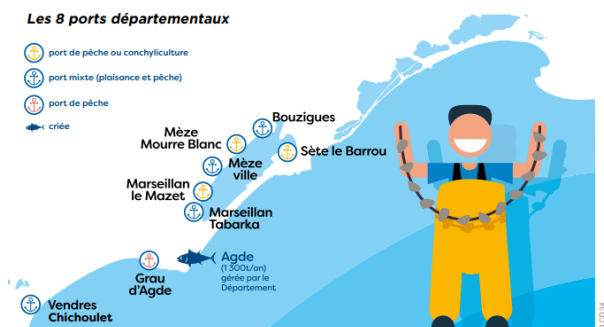 Les 8 ports départementaux
port de pêche ou conchyliculture
port mixte (plaisance et pêche)
port de pêche
criée
Bouzigues
Mèze
Mourre Blanc
Sète le Barrou
Mèze
ville
Marseillan
le Mazet
Marseillan
Tabarka
Agde
(1 300t/an)
gérée par le
Département
Grau
d'Agde
Vendres
Chichoulet
CD34